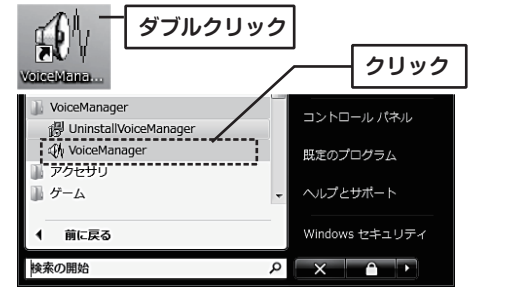 ダブルクリック
VoiceMana...
クリック
VoiceManager
UninstallVoiceManager
VoiceManager
アクセサリ
ゲーム
前に戻る
検索の開始
コントロール パネル
既定のプログラム
ヘルプとサポート
Windows セキュリティ